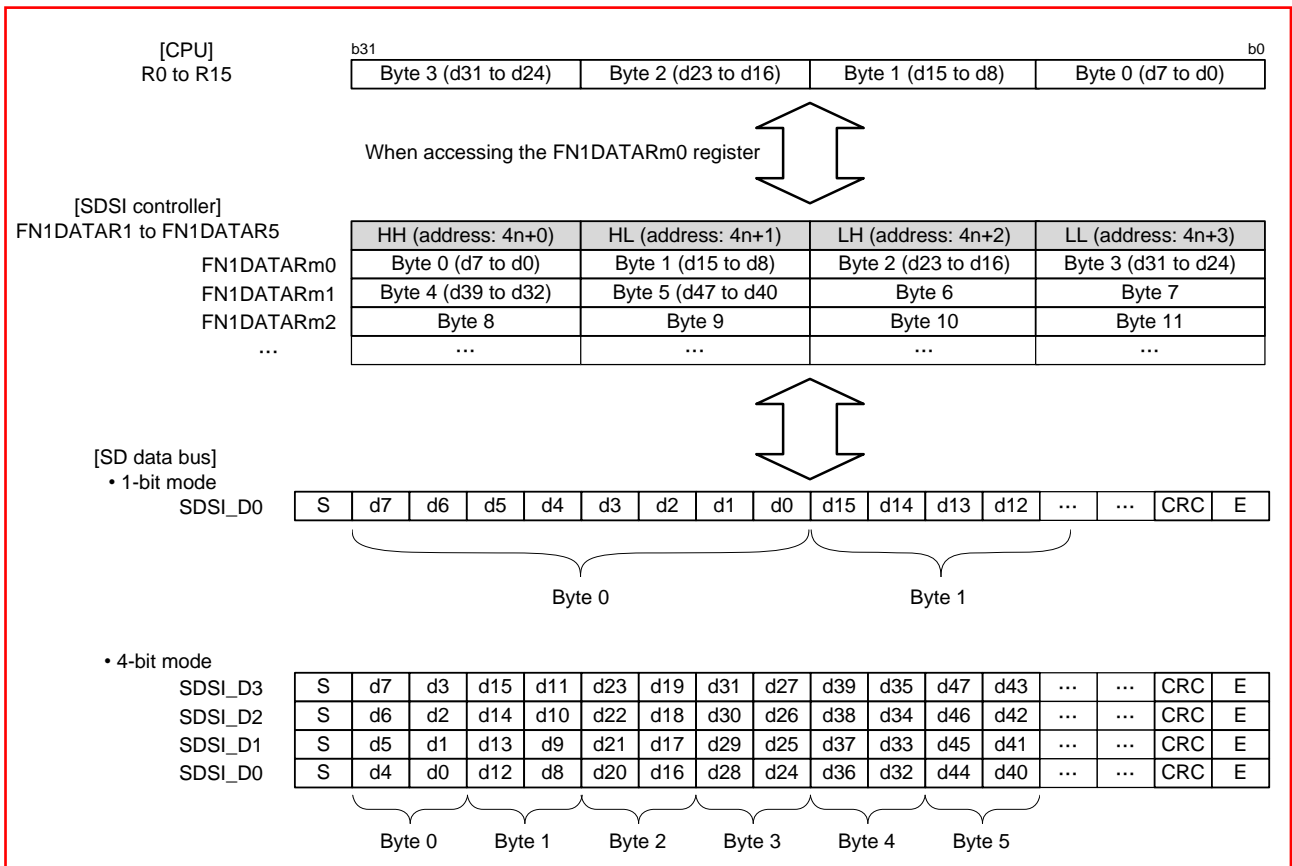 [CPU]
R0 to R15
b31 b0
Byte 3 (d31 to d24) Byte 2 (d23 to d16) Byte 1 (d15 to d8) Byte 0 (d7 to d0)
When accessing the FN1DATARm0 register
[SDSI controller]
FN1DATAR1 to FN1DATAR5
HH (address: 4n+0) HL (address: 4n+1) LH (address: 4n+2) LL (address: 4n+3)
FN1DATARm0 Byte 0 (d7 to d0) Byte 1 (d15 to d8) Byte 2 (d23 to d16) Byte 3 (d31 to d24)
FN1DATARm1 Byte 4 (d39 to d32) Byte 5 (d47 to d40 Byte 6 Byte 7
FN1DATARm2 Byte 8 Byte 9 Byte 10 Byte 11
… … … … …
[SD data bus]
• 1-bit mode
SDSI_D0 S d7 d6 d5 d4 d3 d2 d1 d0 d15 d14 d13 d12 … … CRC E
Byte 0 Byte 1
• 4-bit mode
SDSI_D3 S d7 d3 d15 d11 d23 d19 d31 d27 d39 d35 d47 d43 … … CRC E
SDSI_D2 S d6 d2 d14 d10 d22 d18 d30 d26 d38 d34 d46 d42 … … CRC E
SDSI_D1 S d5 d1 d13 d9 d21 d17 d29 d25 d37 d33 d45 d41 … … CRC E
SDSI_D0 S d4 d0 d12 d8 d20 d16 d28 d24 d36 d32 d44 d40 … … CRC E
Byte 0 Byte 1 Byte 2 Byte 3 Byte 4 Byte 5